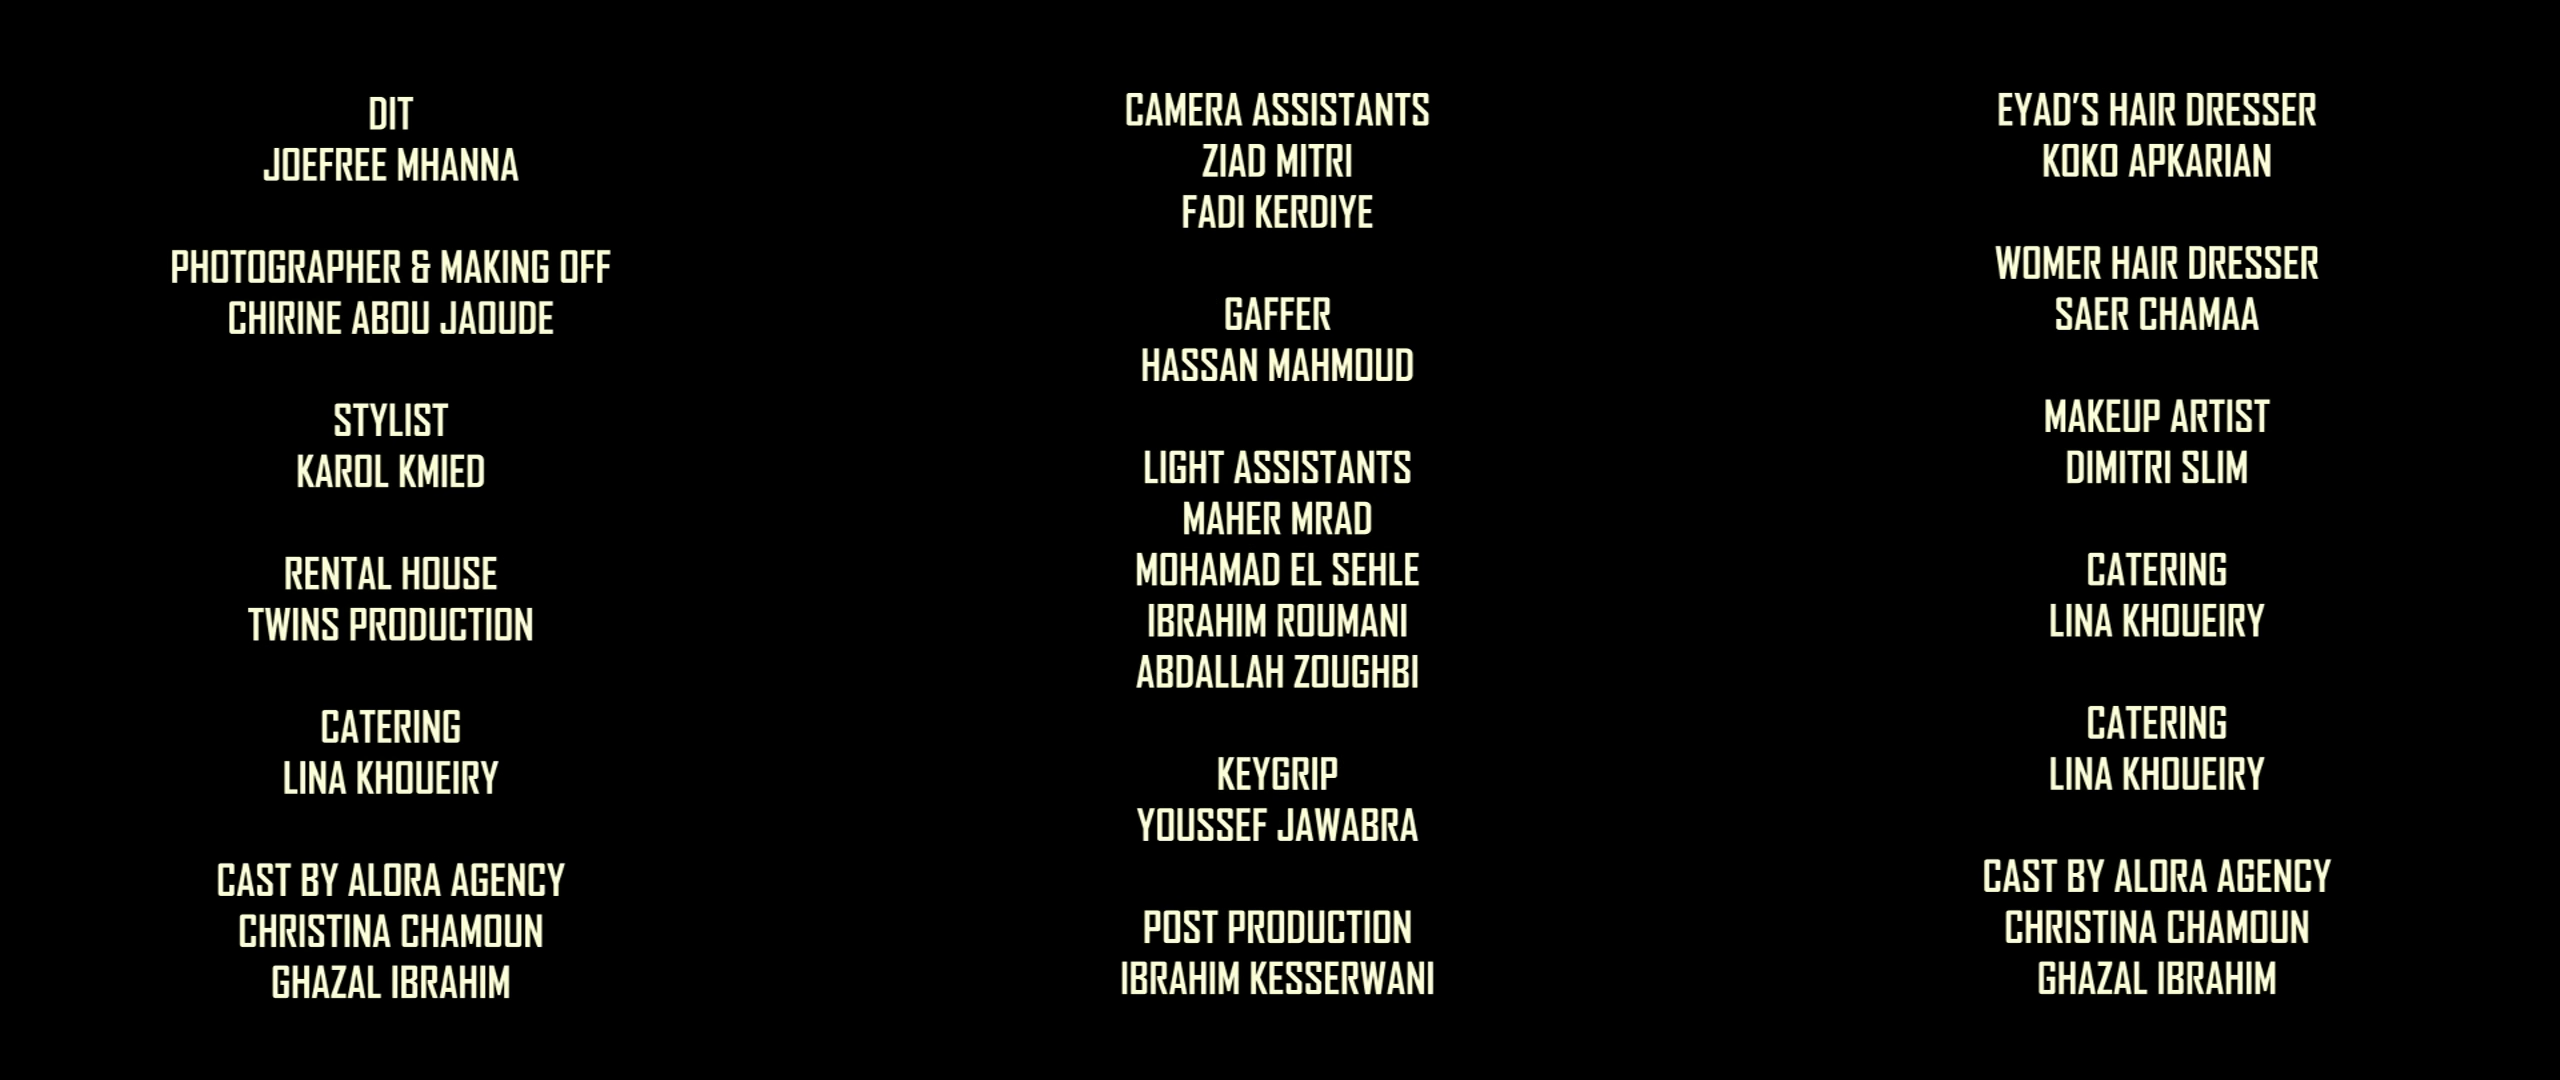 DIT
JOEFREE MHANNA
PHOTOGRAPHER & MAKING OFF
CHIRINE ABOU JAOUDE
STYLIST
KAROL KMIED
RENTAL HOUSE
TWINS PRODUCTION
CATERING
LINA KHOUEIRY
CAST BY ALORA AGENCY
CHRISTINA CHAMOUN
GHAZAL IBRAHIM
CAMERA ASSISTANTS
ZIAD MITRI
FADI KERDIYE
GAFFER
HASSAN MAHMOUD
LIGHT ASSISTANTS
MAHER MRAD
MOHAMAD EL SEHLE
IBRAHIM ROUMANI
ABDALLAH ZOUGHBI
KEYGRIP
YOUSSEF JAWABRA
POST PRODUCTION
IBRAHIM KESSERWANI
EYAD'S HAIR DRESSER
KOKO APKARIAN
WOMER HAIR DRESSER
SAER CHAMAA
MAKEUP ARTIST
DIMITRI SLIM
CATERING
LINA KHOUEIRY
CATERING
LINA KHOUEIRY
CAST BY ALORA AGENCY
CHRISTINA CHAMOUN
GHAZAL IBRAHIM